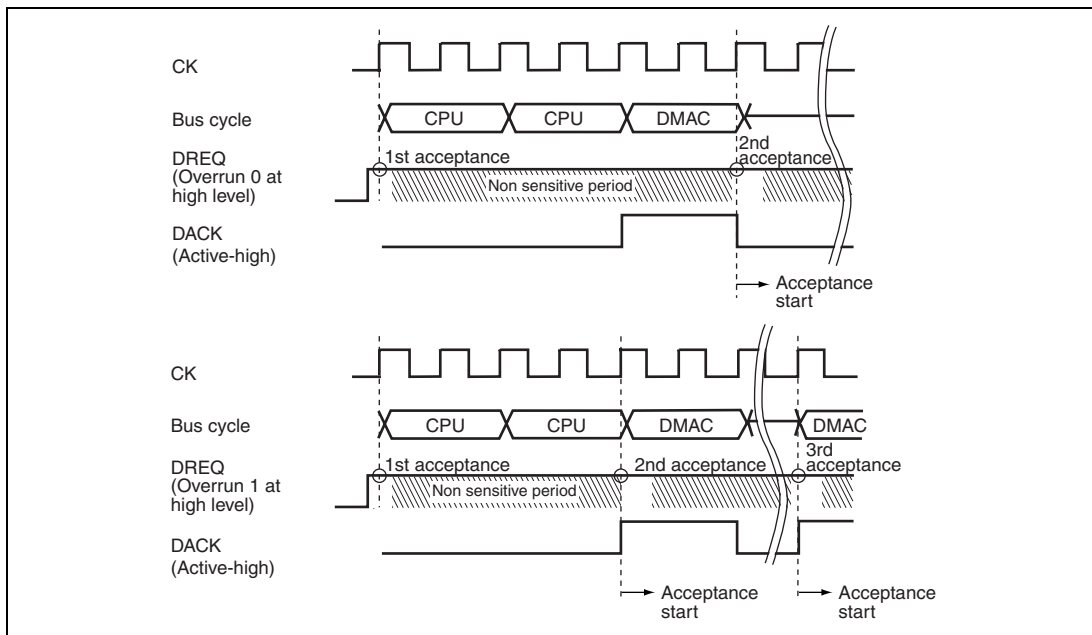 CK
Bus cycle
CPU
CPU
DMAC
DREQ
(Overrun 0 at
high level)
1st acceptance
2nd
acceptance
Non sensitive period
DACK
(Active-high)
Acceptance
start
CK
Bus cycle
CPU
CPU
DMAC
DMAC
DREQ
(Overrun 1 at
high level)
1st acceptance
2nd acceptance
3rd
acceptance
Non sensitive period
DACK
(Active-high)
Acceptance
start
Acceptance
start